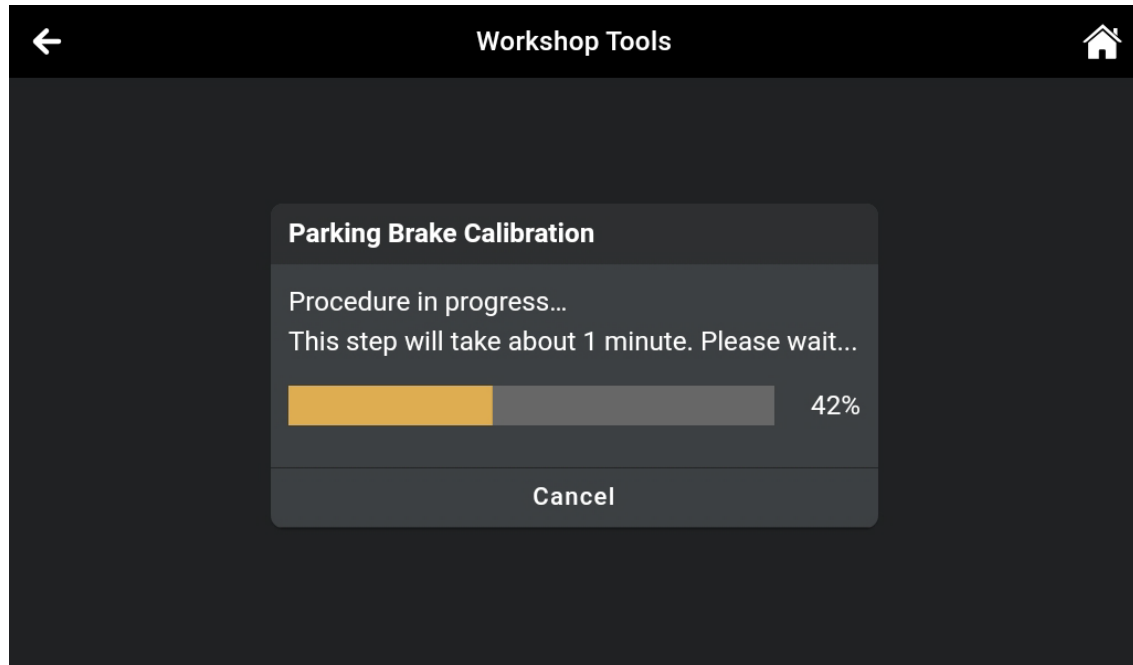 Workshop Tools
Parking Brake Calibration
Procedure in progress...
This step will take about 1 minute. Please wait...
42%
Cancel